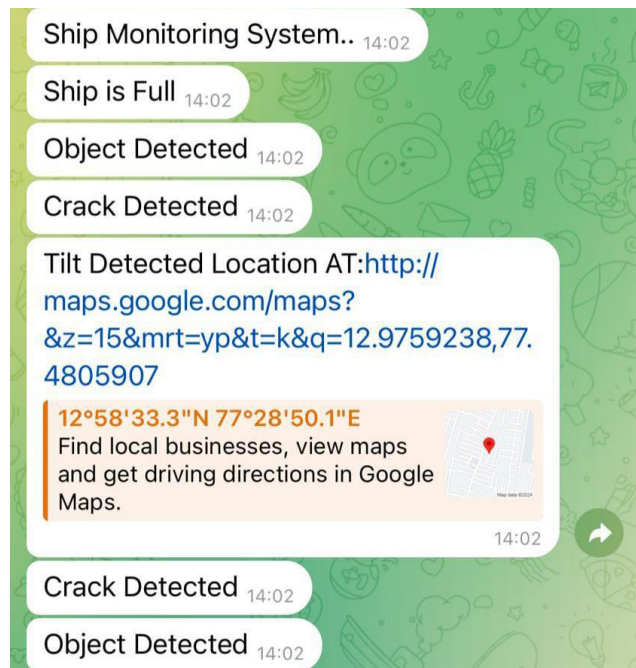 Ship Monitoring System.. 14:02
Ship is Full 14:02
Object Detected 14:02
Crack Detected 14:02
Tilt Detected Location AT:http://
maps.google.com/maps?
&z=15&mrt=yp&t=k&q=12.9759238,77.
4805907
12°58'33.3"N 77°28'50.1"E
Find local businesses, view maps
and get driving directions in Google
Maps.
Map data ©2024
14:02
Crack Detected 14:02
Object Detected 14:02